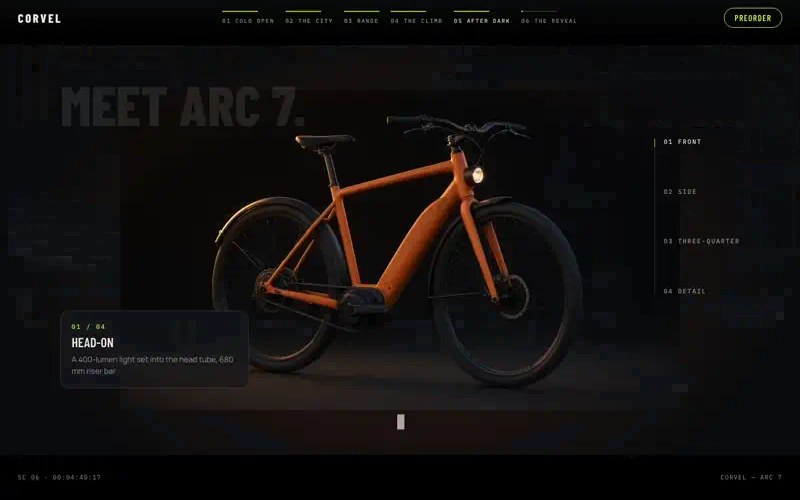 CORVEL
01 COLD OPEN
02 THE CITY
03 RANGE
04 THE CLIMB
05 AFTER DARK
06 THE REVEAL
PREORDER
MEET ARC 7.
01 FRONT
02 SIDE
03 THREE-QUARTER
04 DETAIL
01 / 04
HEAD-ON
A 400-lumen light set into the head tube, 680
mm riser bar
SC 06 · 00:04:40:17
CORVEL — ARC 7